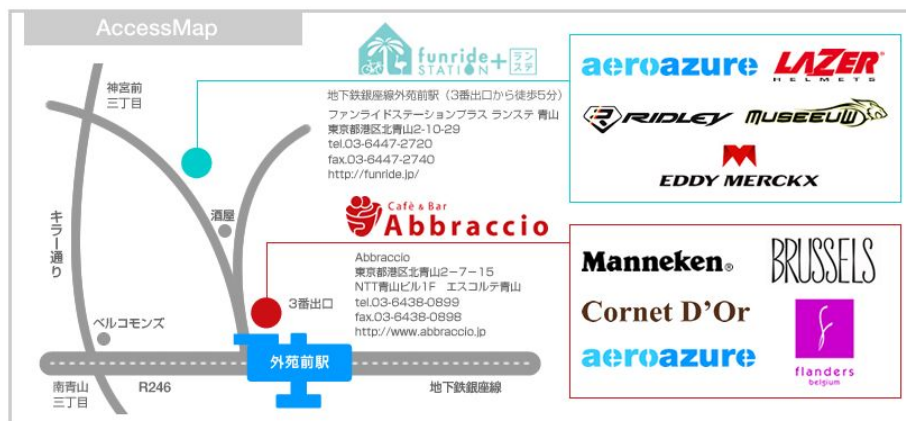 AccessMap
神宮前
三丁目
キラー通り
酒屋
ベルコモンズ
3番出口
外苑前駅
南青山
三丁目
R246
地下鉄銀座線
funride+
STATION
ランステ
地下鉄銀座線外苑前駅（3番出口から徒歩5分）
ファンライドステーションプラス ランステ 青山
東京都港区北青山2-10-29
tel.03-6447-2720
fax.03-6447-2740
http://funride.jp/
Cafè & Bar
Abbraccio
Abbraccio
東京都港区北青山2-7-15
NTT青山ビル1F　エスコルテ青山
tel.03-6438-0899
fax.03-6438-0898
http://www.abbraccio.jp
aeroazure
LAZER
HELMETS
RIDLEY
MUSEEUW
EDDY MERCKX
Manneken®
BRUSSELS
Cornet D'Or
aeroazure
flanders
belgium